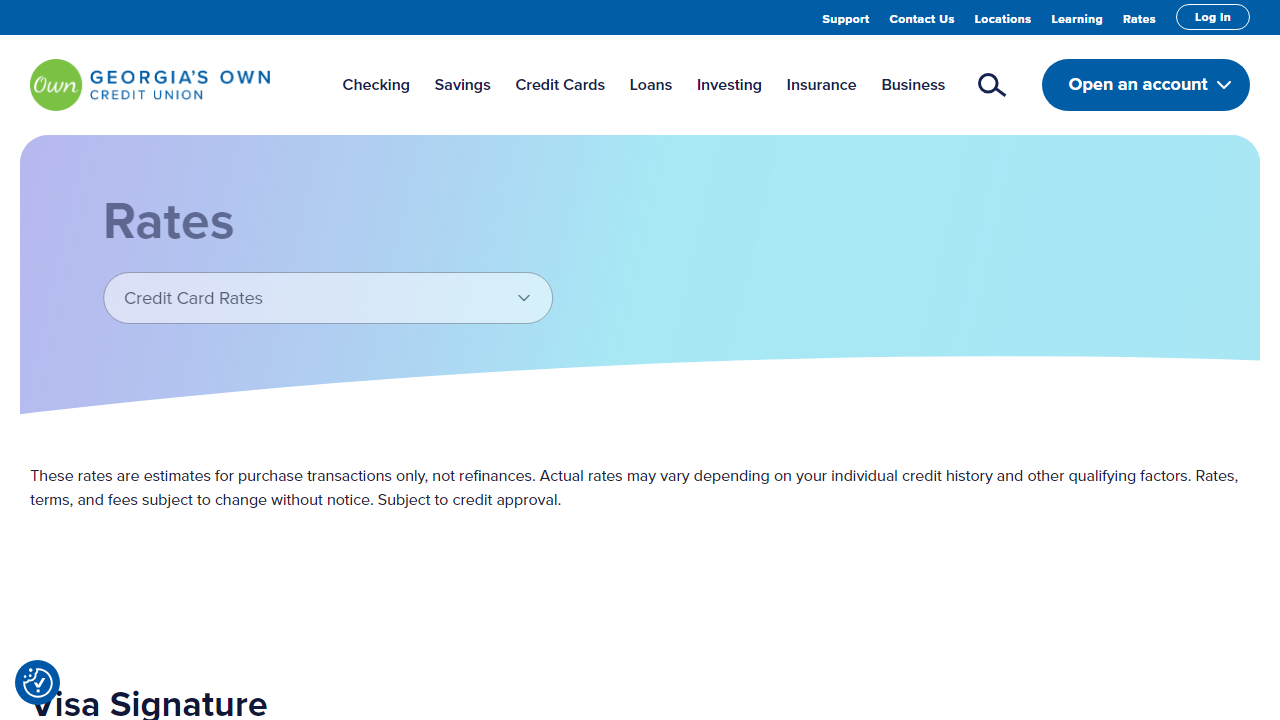 Support Contact Us Locations Learning Rates Log In
Own GEORGIA'S OWN
CREDIT UNION
Checking Savings Credit Cards Loans Investing Insurance Business Open an account
Rates
Credit Card Rates
These rates are estimates for purchase transactions only, not refinances. Actual rates may vary depending on your individual credit history and other qualifying factors. Rates,
terms, and fees subject to change without notice. Subject to credit approval.
Visa Signature